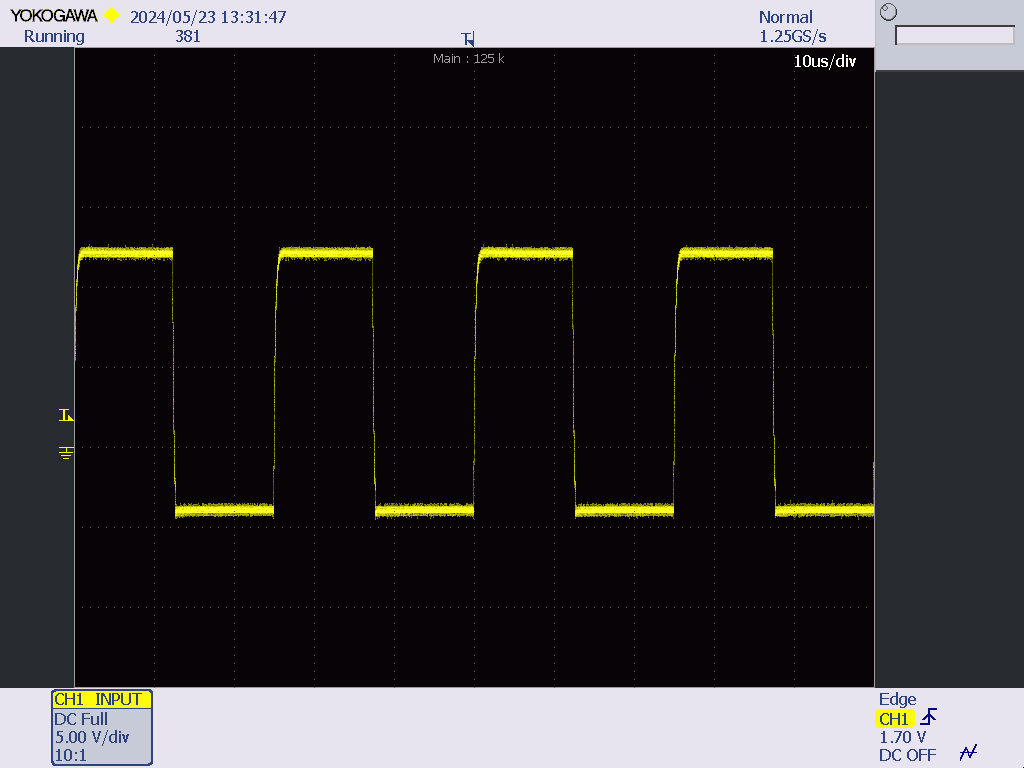 YOKOGAWA 2024/05/23 13:31:47 Normal
Running 381 1.25GS/s
Main : 125 k 10us/div
CH1 INPUT
DC Full
5.00 V/div
10:1
Edge
CH1
1.70 V
DC OFF